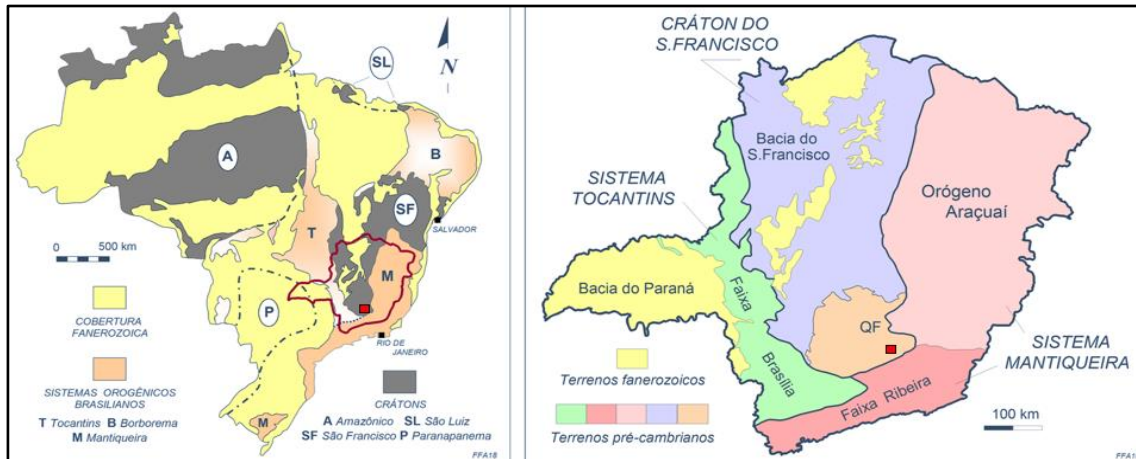 SL
N
A
B
SF
SALVADOR
0 500 km
T
M
P
RIO DE
JANEIRO
COBERTURA
FANEROZOICA
SISTEMAS OROGÊNICOS
BRASILIANOS
T Tocantins B Borborema
M Mantiqueira
M
CRÁTONS
A Amazônico SL São Luiz
SF São Francisco P Paranapanema
FFA18
CRÁTON DO
S.FRANCISCO
Bacia do
S.Francisco
SISTEMA
TOCANTINS
Orógeno
Araçuaí
Bacia do Paraná
Faixa
Brasília
QF
SISTEMA
MANTIQUEIRA
Terrenos fanerozoicos
Faixa Ribeira
Terrenos pré-cambrianos
100 km